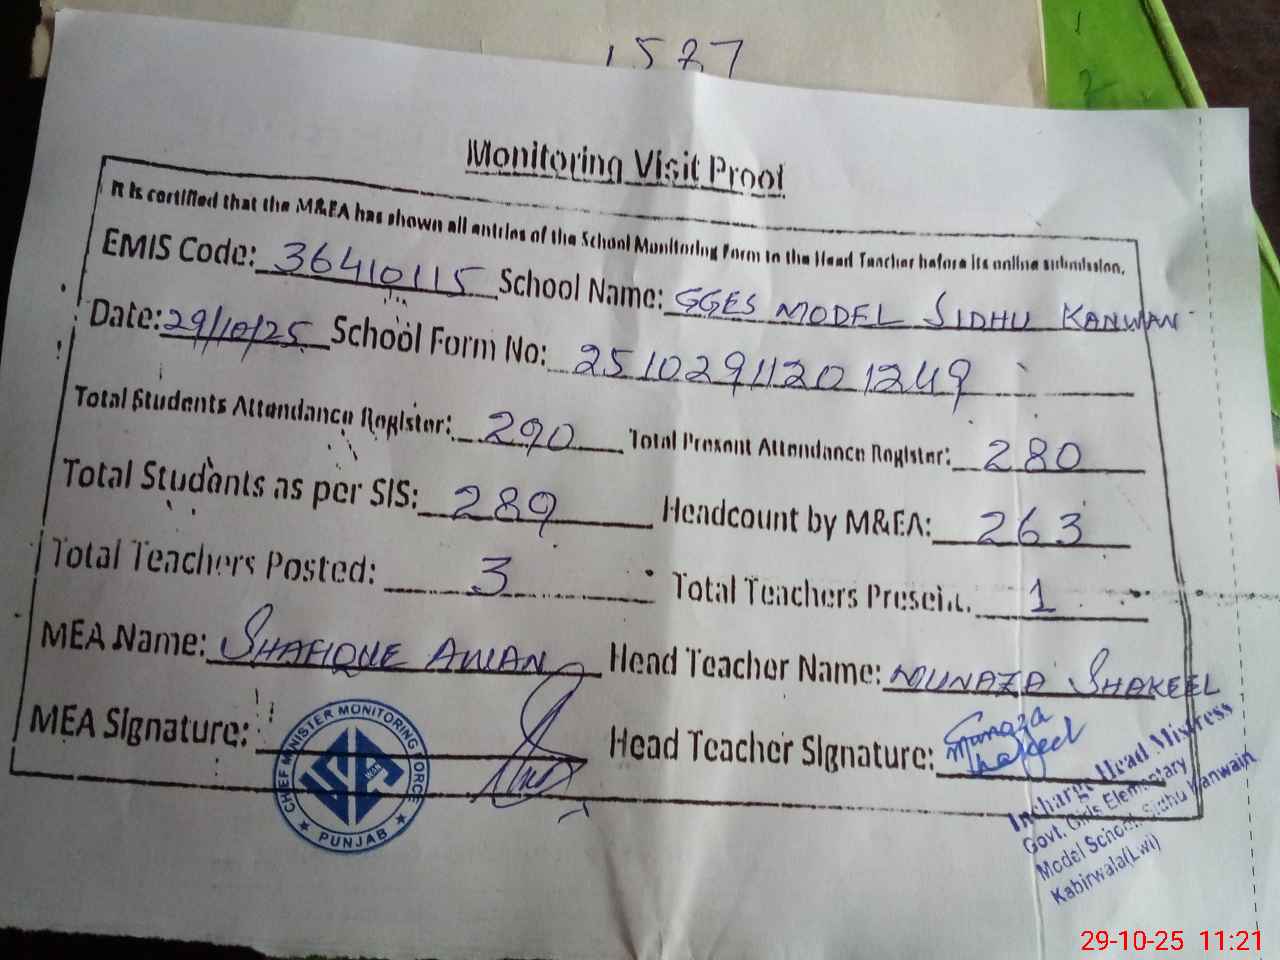 1527
1
2
Monitoring Visit Proof
It is certified that the M&EA has shown all entries of the School Monitoring Form to the Head Teacher before its online submission.
EMIS Code: 36410115 School Name: GGES MODEL SIDHU KANWAN
Date: 29/10/25 School Form No: 25102911201249
Total Students Attendance Register: 290 Total Present Attendance Register: 280
Total Students as per SIS: 289 Headcount by M&EA: 263
Total Teachers Posted: 3 Total Teachers Present: 1
MEA Name: SHAFIQUE AWAN Head Teacher Name: MUNAZA SHAKEEL
MEA Signature: Head Teacher Signature: Munaza Shakeel
CHIEF MINISTER MONITORING FORCE
PUNJAB
Incharge Head Mistress
Govt. Girls Elementary
Model School Sidhu Kanwain
Kabirwala(Lwi)
29-10-25 11:21